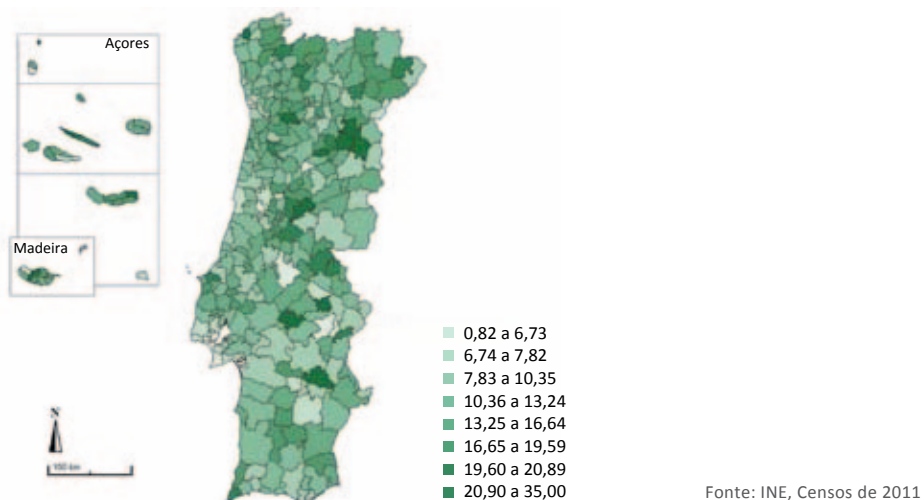 Açores
Madeira
N
100 km
0,82 a 6,73
6,74 a 7,82
7,83 a 10,35
10,36 a 13,24
13,25 a 16,64
16,65 a 19,59
19,60 a 20,89
20,90 a 35,00
Fonte: INE, Censos de 2011